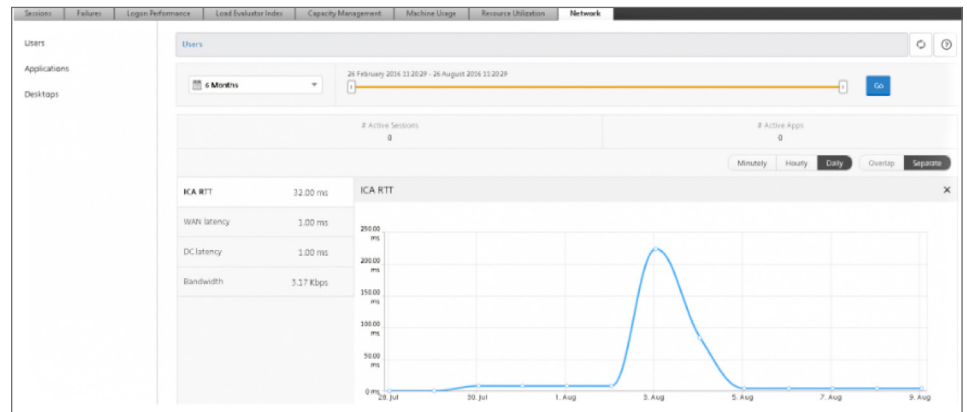 Sessions Failures Logon Performance Load Evaluator Index Capacity Management Machine Usage Resource Utilization Network
Users
Applications
Desktops
Users
6 Months
26 February 2016 11:20:29 - 26 August 2016 11:20:29
Go
# Active Sessions
0
# Active Apps
0
Minutely Hourly Daily Overlap Separate
ICA RTT 32.00 ms
WAN latency 1.00 ms
DC latency 1.00 ms
Bandwidth 3.17 Kbps
ICA RTT
250.00
ms
200.00
ms
150.00
ms
100.00
ms
50.00
ms
0 ms
28. Jul 30. Jul 1. Aug 3. Aug 5. Aug 7. Aug 9. Aug